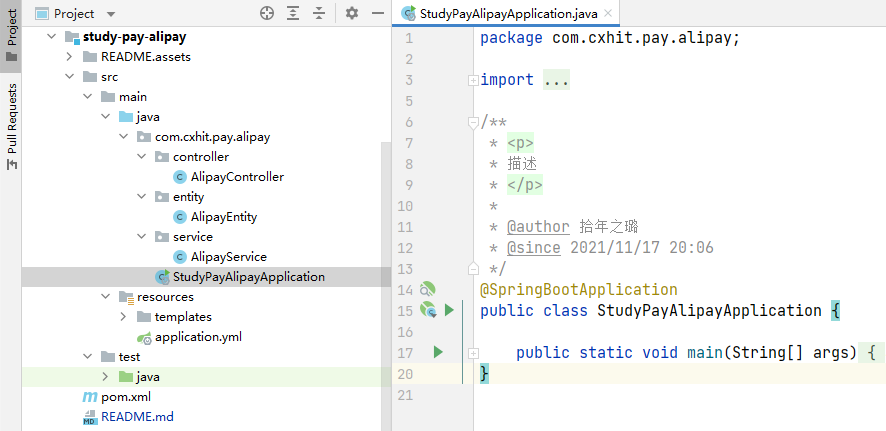 Project
Pull Requests
Project
study-pay-alipay
README.assets
src
main
java
com.cxhit.pay.alipay
controller
AlipayController
entity
AlipayEntity
service
AlipayService
StudyPayAlipayApplication
resources
templates
application.yml
test
java
pom.xml
README.md
StudyPayAlipayApplication.java
1 package com.cxhit.pay.alipay;
2
3 import ...
5
6 /**
7  * <p>
8  * 描述
9  * </p>
10  *
11  * @author 拾年之璐
12  * @since 2021/11/17 20:06
13  */
14 @SpringBootApplication
15 public class StudyPayAlipayApplication {
16
17     public static void main(String[] args) {
20 }
21